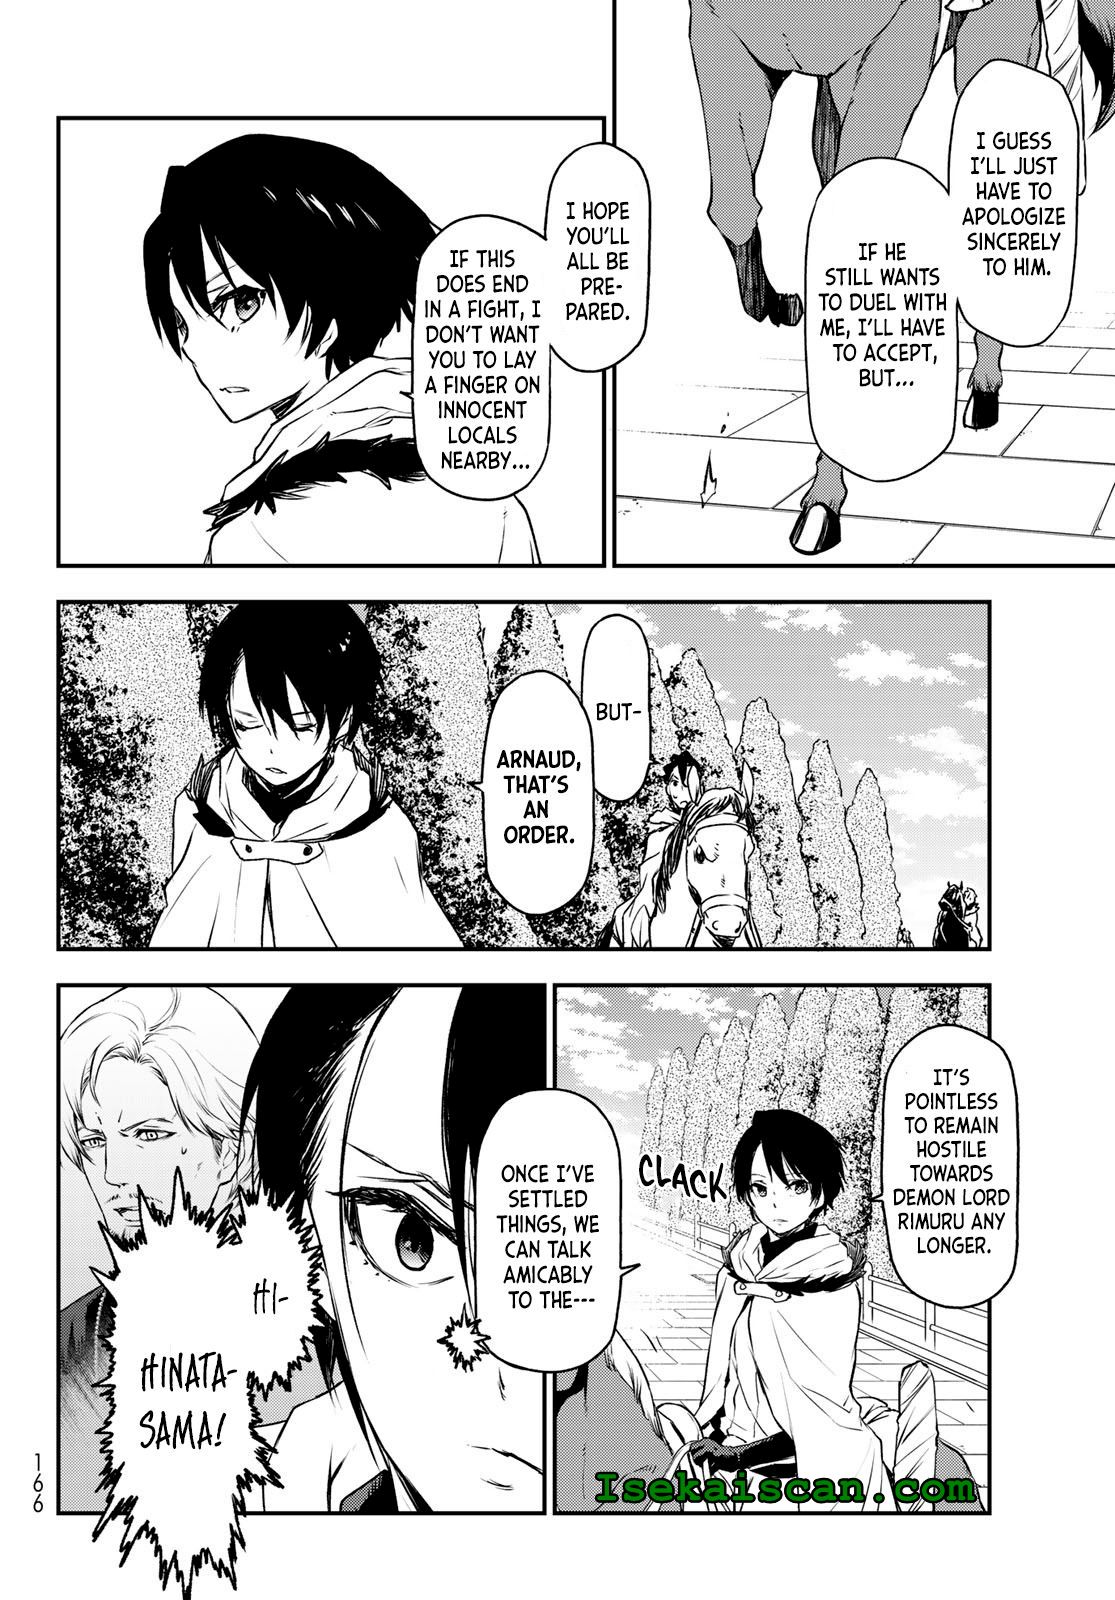 I GUESS
I'LL JUST
HAVE TO
APOLOGIZE
SINCERELY
TO HIM.
IF HE
STILL WANTS
TO DUEL WITH
ME, I'LL HAVE
TO ACCEPT,
BUT...
I HOPE
YOU'LL
ALL BE
PRE-
PARED.
IF THIS
DOES END
IN A FIGHT, I
DON'T WANT
YOU TO LAY
A FINGER ON
INNOCENT
LOCALS
NEARBY...
BUT-
ARNAUD,
THAT'S
AN
ORDER.
IT'S
POINTLESS
TO REMAIN
HOSTILE
TOWARDS
DEMON LORD
RIMURU ANY
LONGER.
CLACK
ONCE I'VE
SETTLED
THINGS, WE
CAN TALK
AMICABLY
TO THE---
HI-
HINATA-
SAMA!
166
Isekaiscan.com